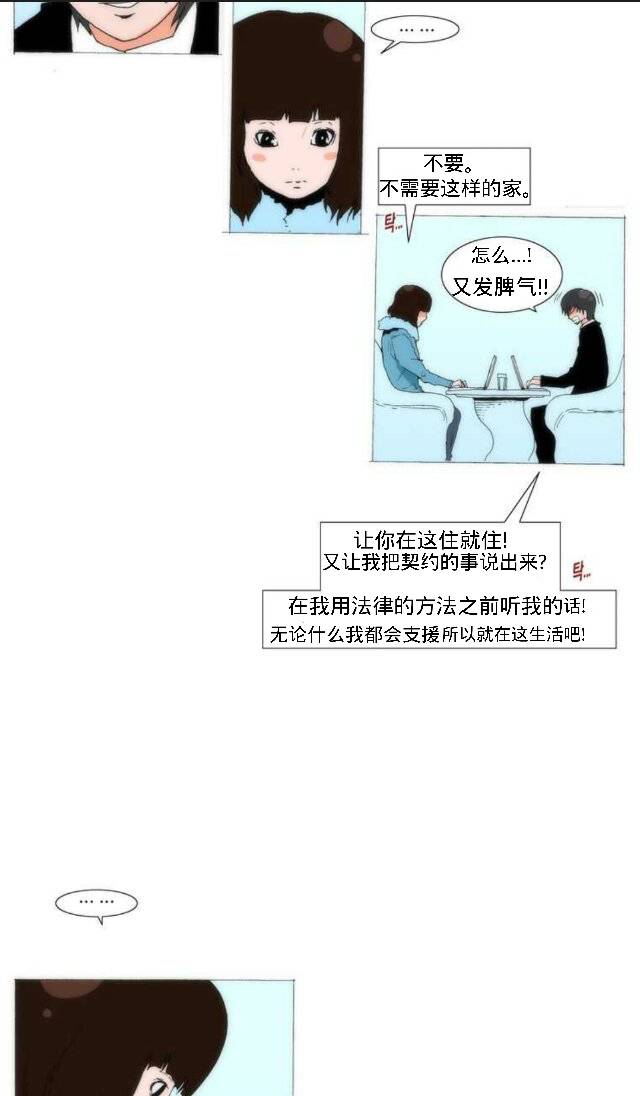 ... ...
不要。
不需要这样的家。
탁...
怎么...!
又发脾气!!
让你在这住就住!
又让我把契约的事说出来?
탁...
在我用法律的方法之前听我的话!
无论什么我都会支援所以就在这生活吧!
... ...